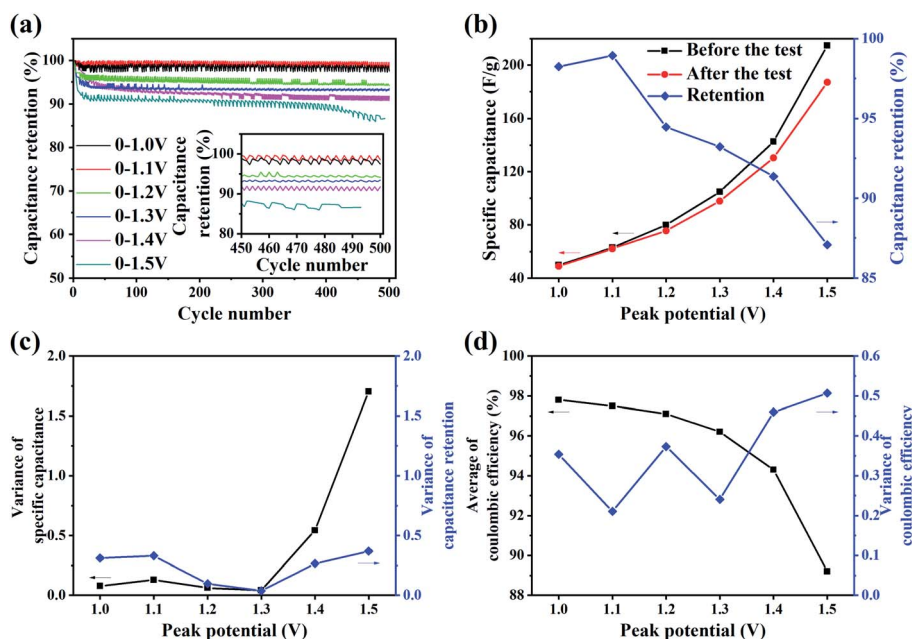 (a)
Capacitance retention (%)
100
90
80
70
60
50
0-1.0V
0-1.1V
0-1.2V
0-1.3V
0-1.4V
0-1.5V
Capacitance
retention (%)
100
95
90
85
80
450 460 470 480 490 500
Cycle number
0 100 200 300 400 500
Cycle number
(b)
Specific capacitance (F/g)
200
160
120
80
40
Before the test
After the test
Retention
100
95
90
85
Capacitance retention (%)
1.0 1.1 1.2 1.3 1.4 1.5
Peak potential (V)
(c)
Variance of
specific capacitance
2.0
1.5
1.0
0.5
0.0
2.0
1.5
1.0
0.5
0.0
Variance of
capacitance retention
1.0 1.1 1.2 1.3 1.4 1.5
Peak potential (V)
(d)
Average of
coulombic efficiency (%)
100
98
96
94
92
90
88
0.6
0.5
0.4
0.3
0.2
0.1
0.0
Variance of
coulombic efficiency
1.0 1.1 1.2 1.3 1.4 1.5
Peak potential (V)